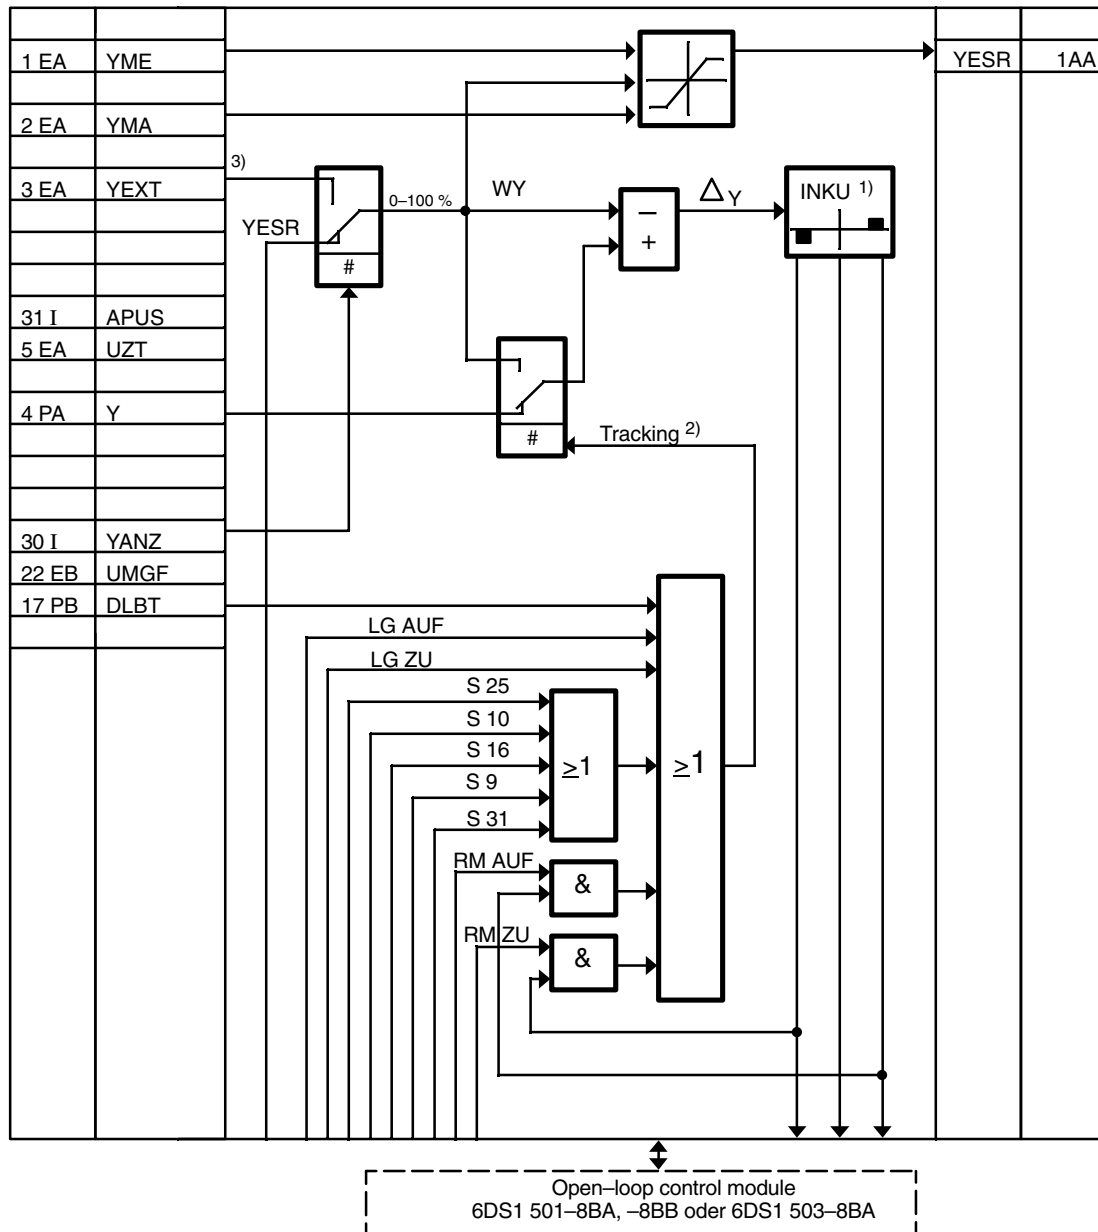 1 EA YME
YESR 1AA
2 EA YMA
3)
3 EA YEXT
0–100 %
WY
Δ Y
INKU 1)
–
+
YESR
#
31 I APUS
5 EA UZT
4 PA Y
#
Tracking 2)
30 I YANZ
22 EB UMGF
17 PB DLBT
LG AUF
LG ZU
S 25
S 10
S 16
≥1
≥1
S 9
S 31
RM AUF
&
RM ZU
&
Open–loop control module
6DS1 501–8BA, –8BB oder 6DS1 503–8BA